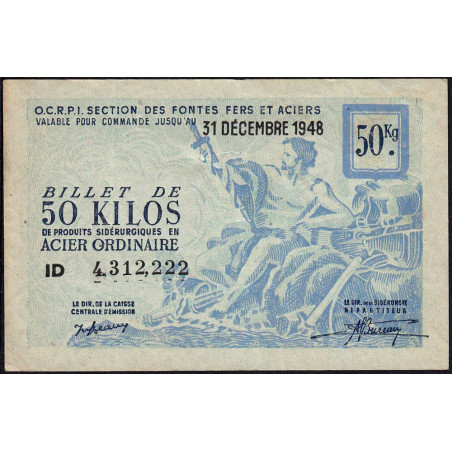 O.C.R.P.I. SECTION DES FONTES FERS ET ACIERS
VALABLE POUR COMMANDE JUSQU'AU 31 DÉCEMBRE 1948
50 Kg
BILLET DE
50 KILOS
DE PRODUITS SIDÉRURGIQUES EN
ACIER ORDINAIRE
ID 4.312,222
LE DIR. DE LA CAISSE
CENTRALE D'ÉMISSION
LE DIR. DE LA SIDÉRURGIE
RÉPARTITEUR